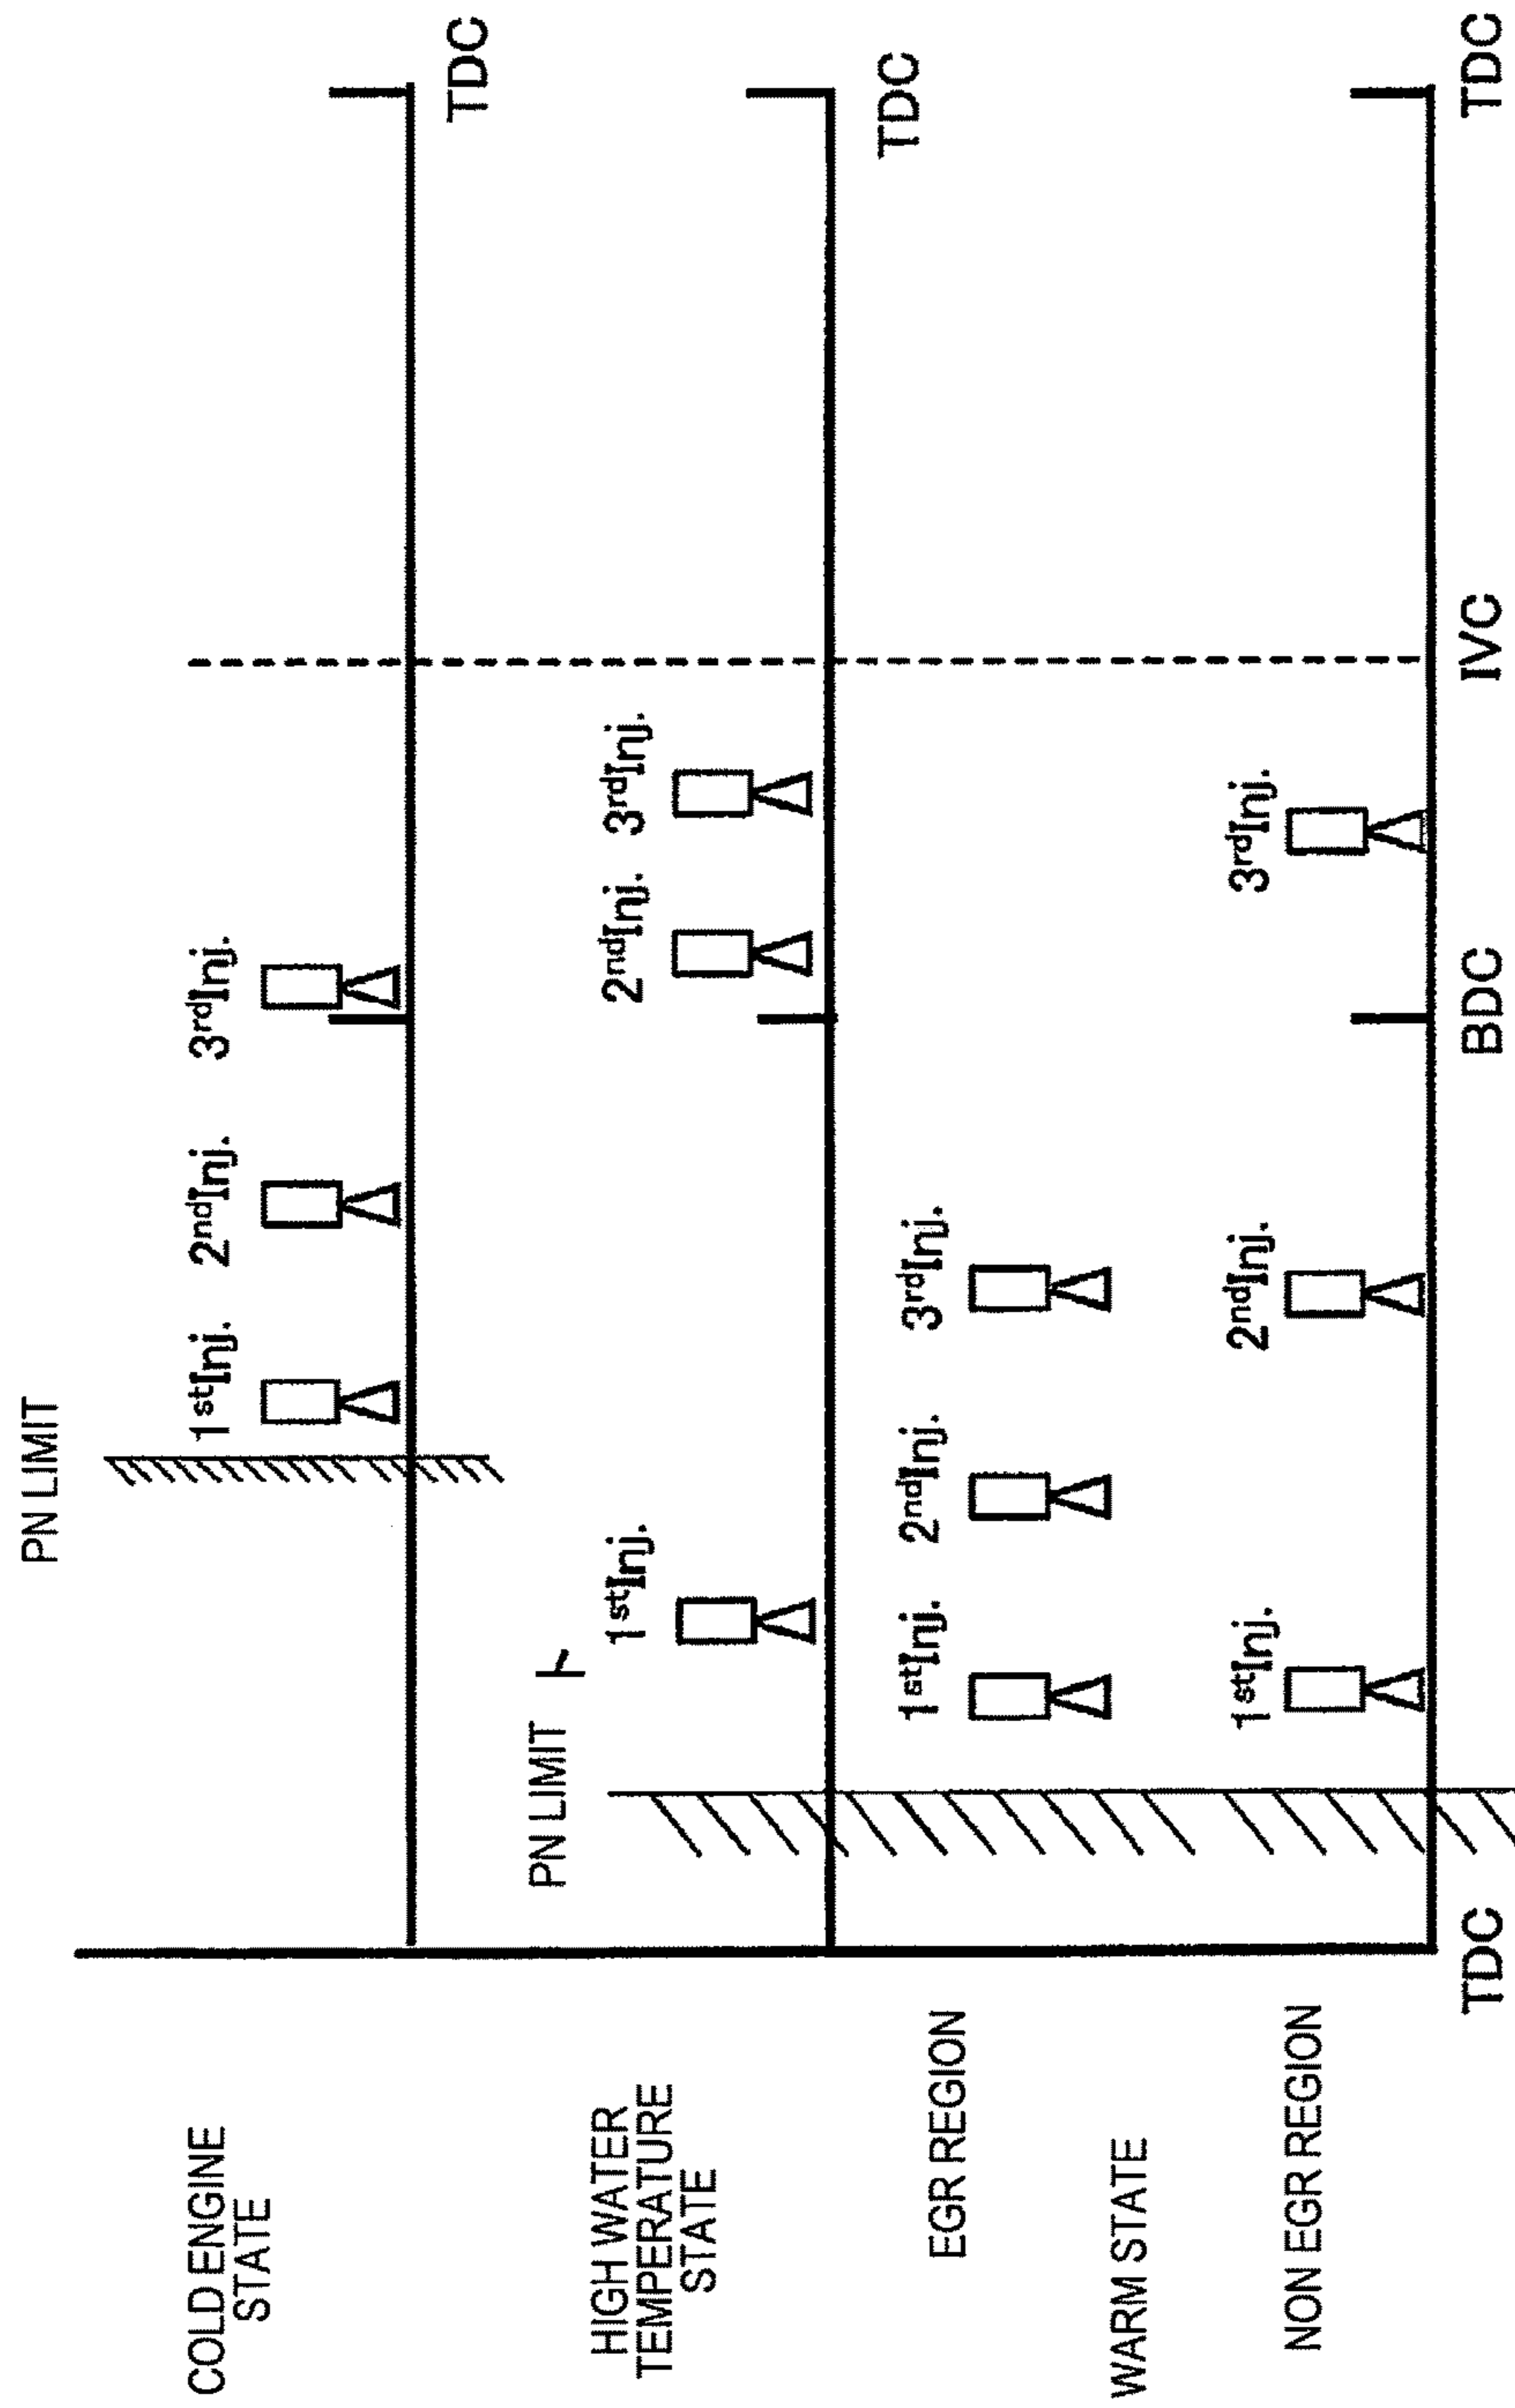 PN LIMIT
COLD ENGINE
STATE
1stInj.
2ndInj.
3rdInj.
TDC
PN LIMIT
HIGH WATER
TEMPERATURE
STATE
1stInj.
2ndInj.
3rdInj.
TDC
EGR REGION
1stInj.
2ndInj.
3rdInj.
WARM STATE
NON EGR REGION
1stInj.
2ndInj.
3rdInj.
TDC
BDC
IVC
TDC